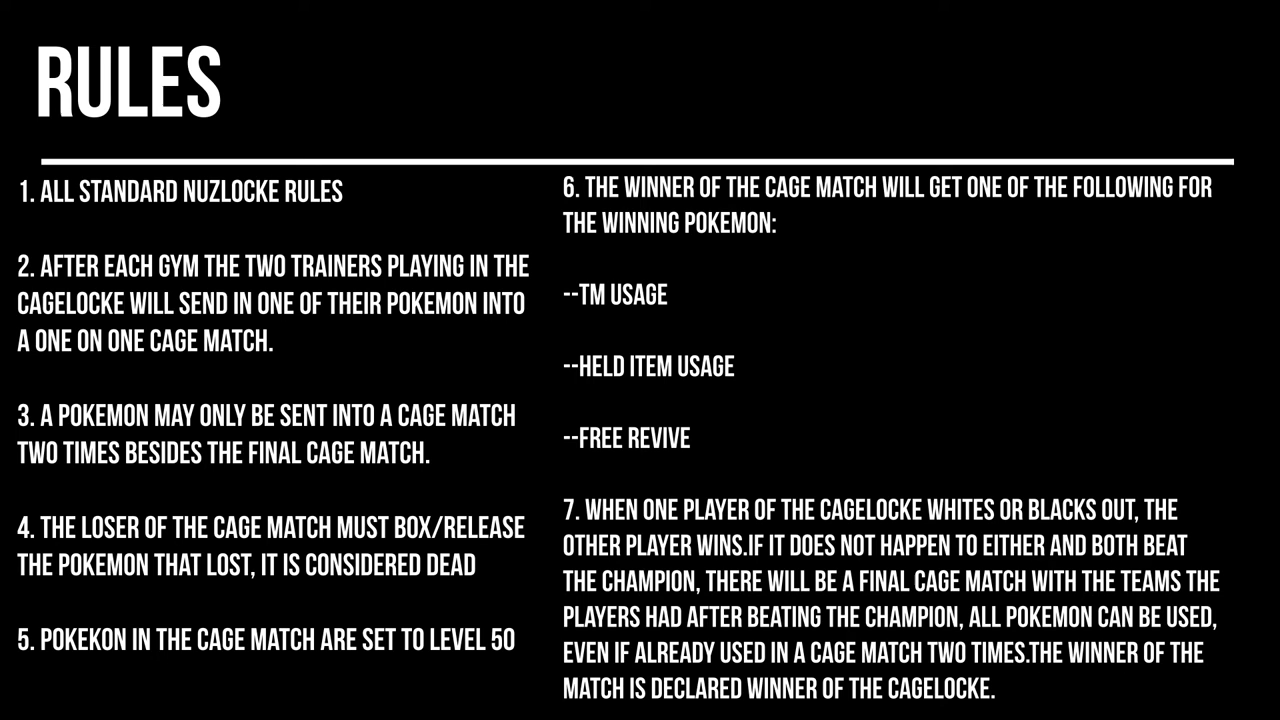 RULES
1. ALL STANDARD NUZLOCKE RULES
2. AFTER EACH GYM THE TWO TRAINERS PLAYING IN THE
CAGELOCKE WILL SEND IN ONE OF THEIR POKEMON INTO
A ONE ON ONE CAGE MATCH.
3. A POKEMON MAY ONLY BE SENT INTO A CAGE MATCH
TWO TIMES BESIDES THE FINAL CAGE MATCH.
4. THE LOSER OF THE CAGE MATCH MUST BOX/RELEASE
THE POKEMON THAT LOST, IT IS CONSIDERED DEAD
5. POKEKON IN THE CAGE MATCH ARE SET TO LEVEL 50
6. THE WINNER OF THE CAGE MATCH WILL GET ONE OF THE FOLLOWING FOR
THE WINNING POKEMON:
--TM USAGE
--HELD ITEM USAGE
--FREE REVIVE
7. WHEN ONE PLAYER OF THE CAGELOCKE WHITES OR BLACKS OUT, THE
OTHER PLAYER WINS.IF IT DOES NOT HAPPEN TO EITHER AND BOTH BEAT
THE CHAMPION, THERE WILL BE A FINAL CAGE MATCH WITH THE TEAMS THE
PLAYERS HAD AFTER BEATING THE CHAMPION, ALL POKEMON CAN BE USED,
EVEN IF ALREADY USED IN A CAGE MATCH TWO TIMES.THE WINNER OF THE
MATCH IS DECLARED WINNER OF THE CAGELOCKE.